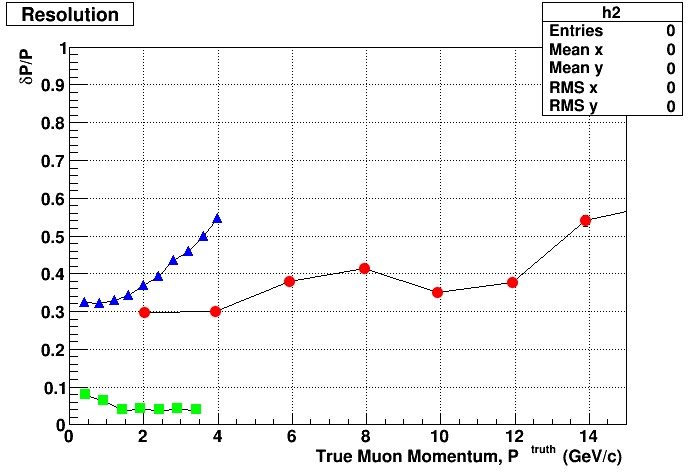 Resolution
h2
Entries 0
Mean x 0
Mean y 0
RMS x 0
RMS y 0
δP/P
1
0.9
0.8
0.7
0.6
0.5
0.4
0.3
0.2
0.1
0
0 2 4 6 8 10 12 14
True Muon Momentum, P truth (GeV/c)